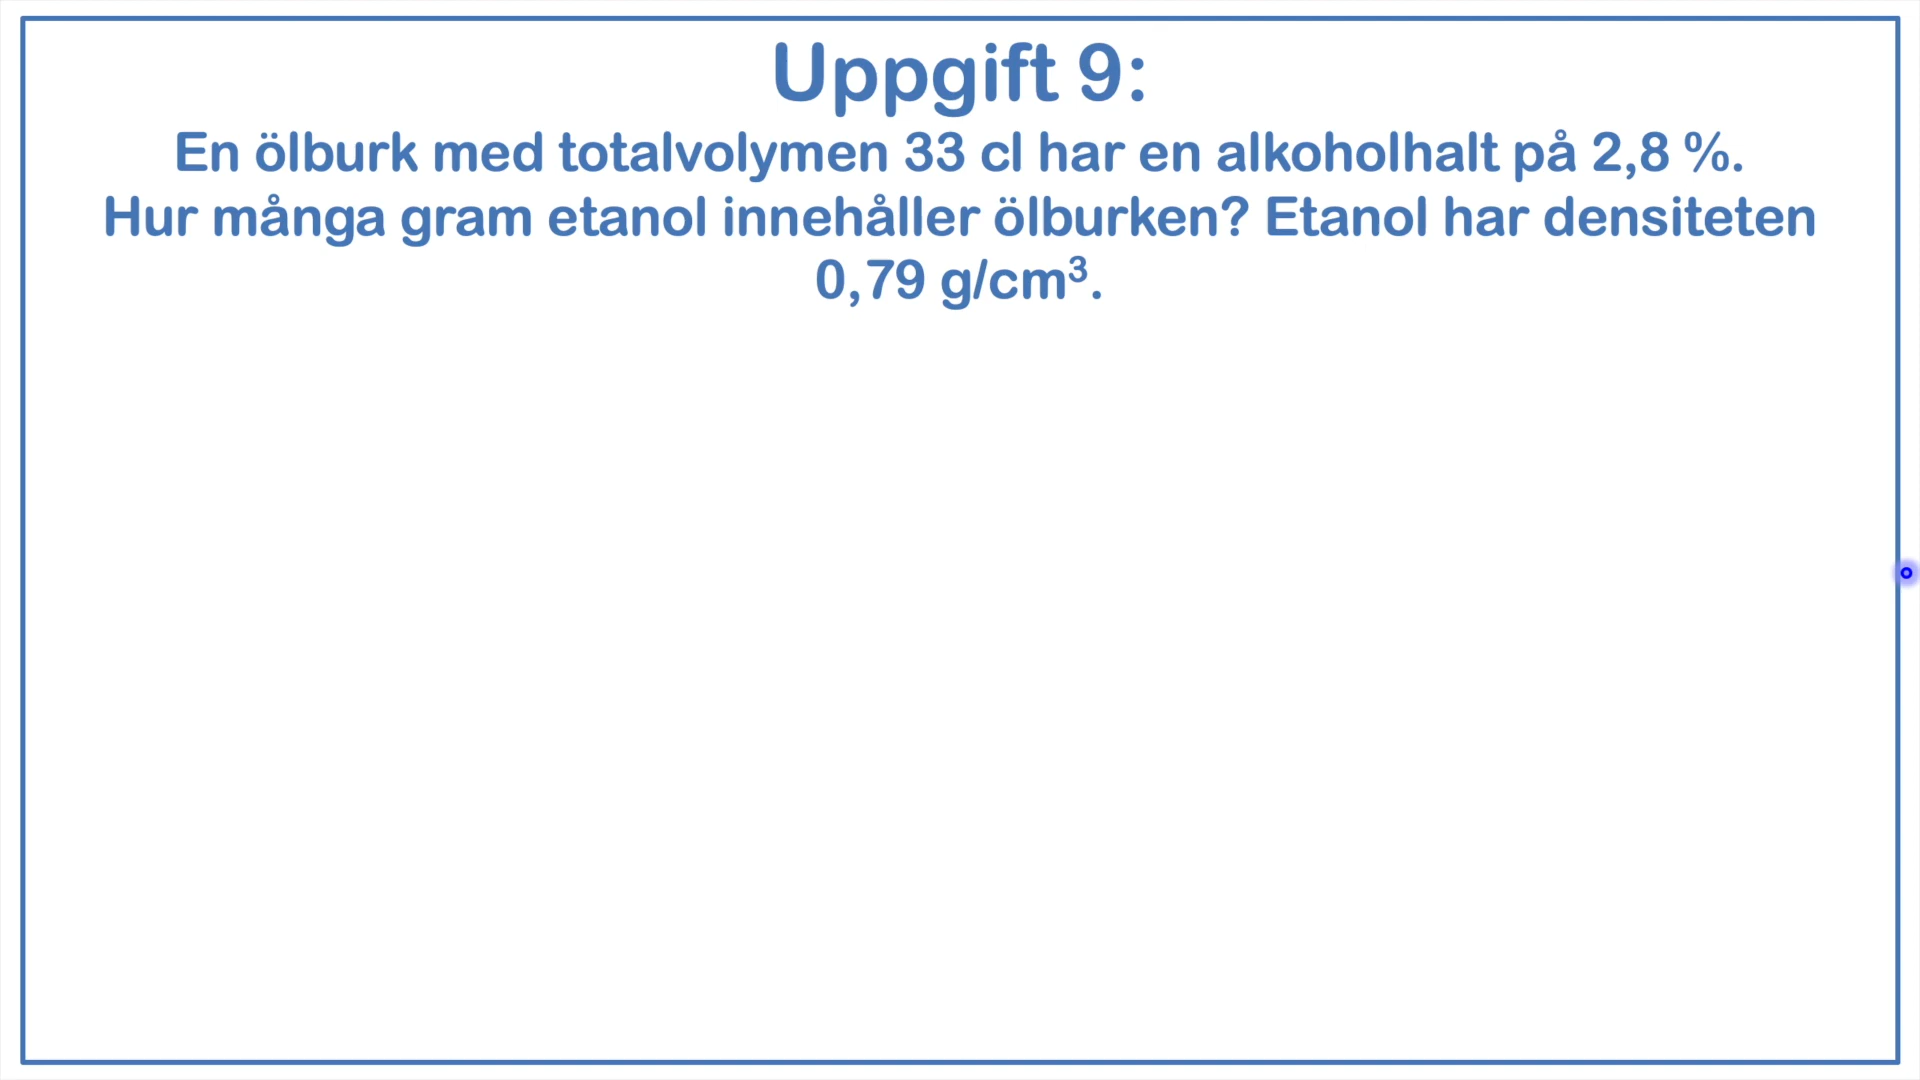 Uppgift 9:
En ölburk med totalvolymen 33 cl har en alkoholhalt på 2,8 %.
Hur många gram etanol innehåller ölburken? Etanol har densiteten
0,79 g/cm³.